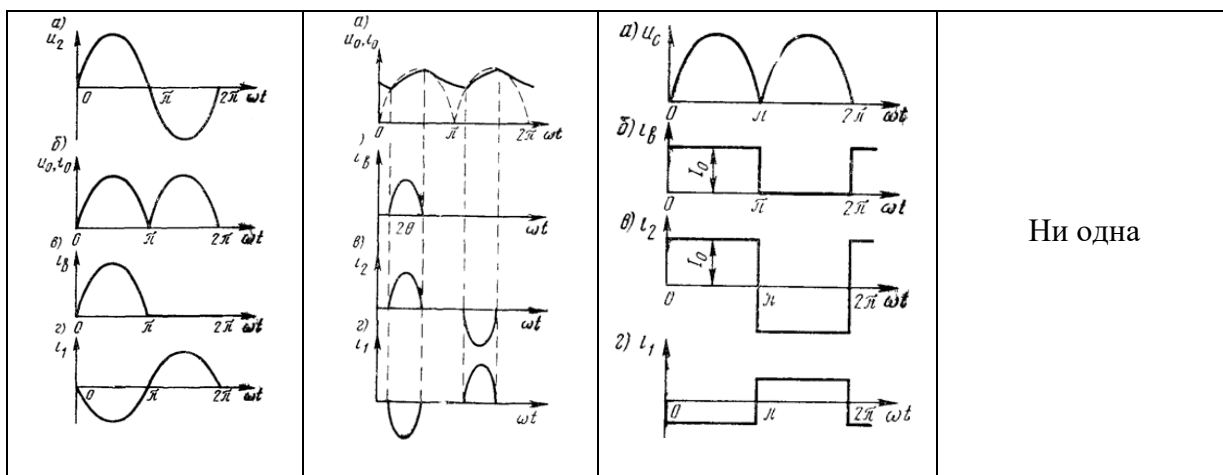 а)
u₂
0 π 2π ωt
б)
u₀,i₀
0 π 2π ωt
в)
i_в
0 π 2π ωt
г)
i₁
0 π 2π ωt
а)
u₀,i₀
0 π 2π ωt
)
i_в
2θ ωt
в)
i₂
ωt
г)
i₁
ωt
а) u_c
0 π 2π ωt
б) i_в
I₀
0 π 2π ωt
в) i₂
I₀
0 π 2π ωt
г) i₁
0 π 2π ωt
Ни одна